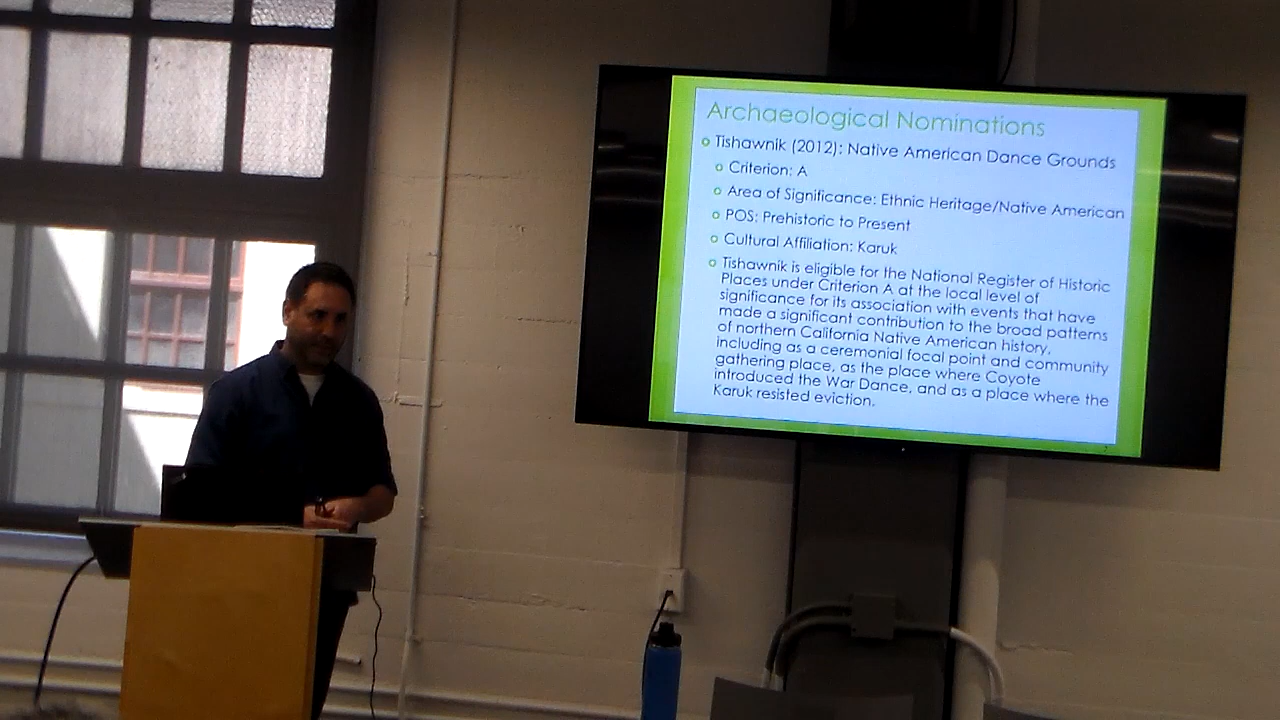 Archaeological Nominations
Tishawnik (2012): Native American Dance Grounds
Criterion: A
Area of Significance: Ethnic Heritage/Native American
POS: Prehistoric to Present
Cultural Affiliation: Karuk
Tishawnik is eligible for the National Register of Historic
Places under Criterion A at the local level of
significance for its association with events that have
made a significant contribution to the broad patterns
of northern California Native American history,
including as a ceremonial focal point and community
gathering place, as the place where Coyote
introduced the War Dance, and as a place where the
Karuk resisted eviction.